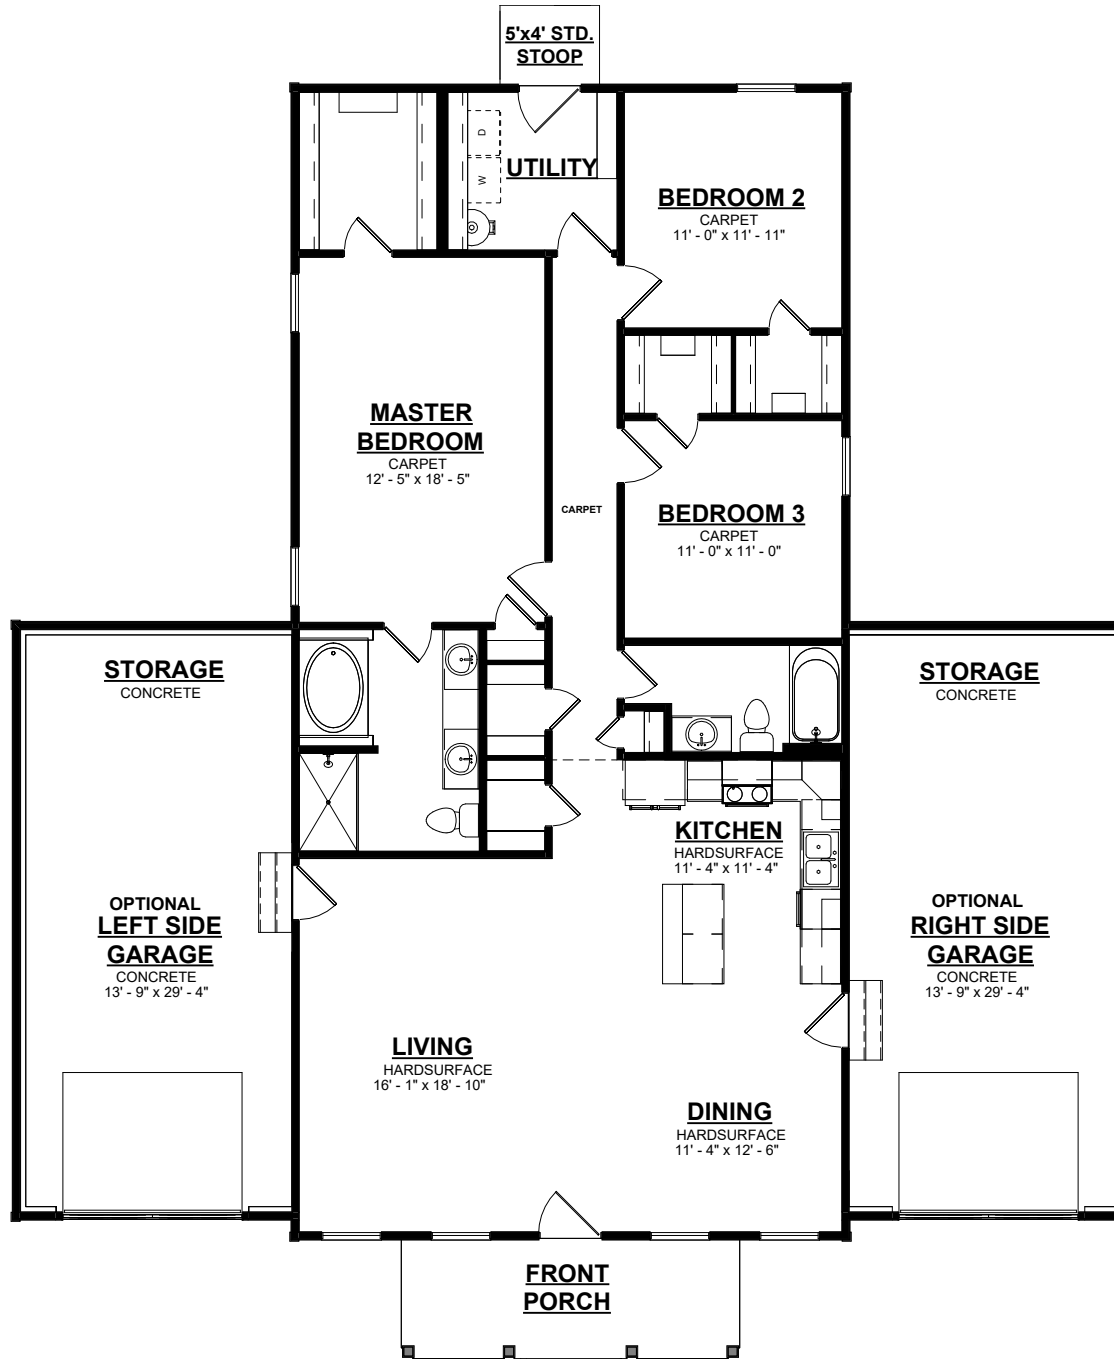 5'x4' STD.
STOOP
D
W
UTILITY
BEDROOM 2
CARPET
11' - 0" x 11' - 11"
MASTER
BEDROOM
CARPET
12' - 5" x 18' - 5"
CARPET
BEDROOM 3
CARPET
11' - 0" x 11' - 0"
STORAGE
CONCRETE
STORAGE
CONCRETE
KITCHEN
HARDSURFACE
11' - 4" x 11' - 4"
OPTIONAL
LEFT SIDE
GARAGE
CONCRETE
13' - 9" x 29' - 4"
OPTIONAL
RIGHT SIDE
GARAGE
CONCRETE
13' - 9" x 29' - 4"
LIVING
HARDSURFACE
16' - 1" x 18' - 10"
DINING
HARDSURFACE
11' - 4" x 12' - 6"
FRONT
PORCH